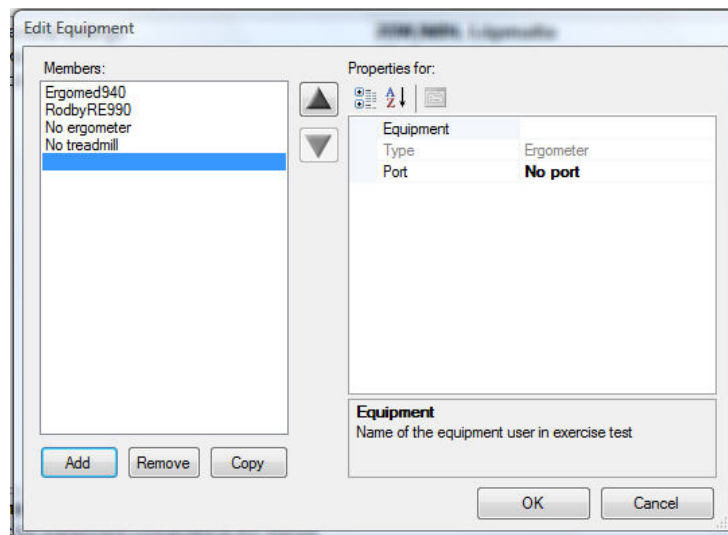 Edit Equipment
Members:
Ergomed940
RodbyRE990
No ergometer
No treadmill
Add
Remove
Copy
Properties for:
Equipment
Type Ergometer
Port No port
Equipment
Name of the equipment user in exercise test
OK
Cancel